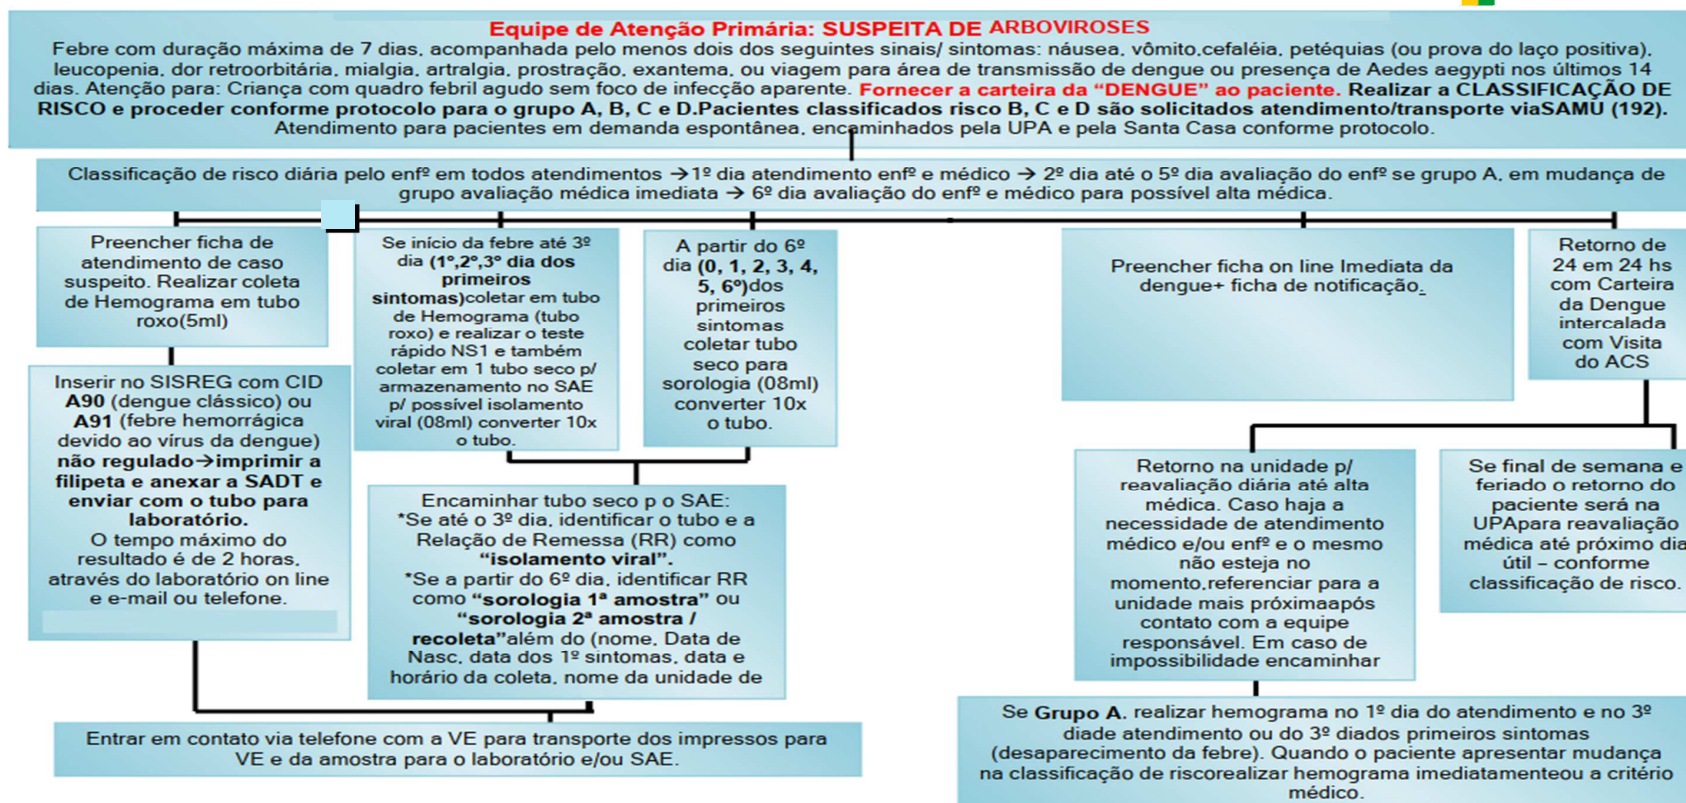 Equipe de Atenção Primária: SUSPEITA DE ARBOVIROSES
Febre com duração máxima de 7 dias, acompanhada pelo menos dois dos seguintes sinais/ sintomas: náusea, vômito,cefaléia, petéquias (ou prova do laço positiva),
leucopenia, dor retroorbitária, mialgia, artralgia, prostração, exantema, ou viagem para área de transmissão de dengue ou presença de Aedes aegypti nos últimos 14
dias. Atenção para: Criança com quadro febril agudo sem foco de infecção aparente. Fornecer a carteira da “DENGUE” ao paciente. Realizar a CLASSIFICAÇÃO DE
RISCO e proceder conforme protocolo para o grupo A, B, C e D.Pacientes classificados risco B, C e D são solicitados atendimento/transporte viaSAMU (192).
Atendimento para pacientes em demanda espontânea, encaminhados pela UPA e pela Santa Casa conforme protocolo.
Classificação de risco diária pelo enfº em todos atendimentos →1º dia atendimento enfº e médico → 2º dia até o 5º dia avaliação do enfº se grupo A, em mudança de
grupo avaliação médica imediata → 6º dia avaliação do enfº e médico para possível alta médica.
Preencher ficha de
atendimento de caso
suspeito. Realizar coleta
de Hemograma em tubo
roxo(5ml)
Se início da febre até 3º
dia (1º,2º,3º dia dos
primeiros
sintomas)coletar em tubo
de Hemograma (tubo
roxo) e realizar o teste
rápido NS1 e também
coletar em 1 tubo seco p/
armazenamento no SAE
p/ possível isolamento
viral (08ml) converter 10x
o tubo.
A partir do 6º
dia (0, 1, 2, 3, 4,
5, 6º)dos
primeiros
sintomas
coletar tubo
seco para
sorologia (08ml)
converter 10x
o tubo.
Preencher ficha on line Imediata da
dengue+ ficha de notificação.
Retorno de
24 em 24 hs
com Carteira
da Dengue
intercalada
com Visita
do ACS
Inserir no SISREG com CID
A90 (dengue clássico) ou
A91 (febre hemorrágica
devido ao vírus da dengue)
não regulado→imprimir a
filipeta e anexar a SADT e
enviar com o tubo para
laboratório.
O tempo máximo do
resultado é de 2 horas,
através do laboratório on line
e e-mail ou telefone.
Encaminhar tubo seco p o SAE:
*Se até o 3º dia, identificar o tubo e a
Relação de Remessa (RR) como
“isolamento viral”.
*Se a partir do 6º dia, identificar RR
como “sorologia 1ª amostra” ou
“sorologia 2ª amostra /
recoleta”além do (nome, Data de
Nasc, data dos 1º sintomas, data e
horário da coleta, nome da unidade de
Retorno na unidade p/
reavaliação diária até alta
médica. Caso haja a
necessidade de atendimento
médico e/ou enfº e o mesmo
não esteja no
momento,referenciar para a
unidade mais próximaapós
contato com a equipe
responsável. Em caso de
impossibilidade encaminhar
Se final de semana e
feriado o retorno do
paciente será na
UPApara reavaliação
médica até próximo dia
útil – conforme
classificação de risco.
Entrar em contato via telefone com a VE para transporte dos impressos para
VE e da amostra para o laboratório e/ou SAE.
Se Grupo A, realizar hemograma no 1º dia do atendimento e no 3º
diade atendimento ou do 3º diados primeiros sintomas
(desaparecimento da febre). Quando o paciente apresentar mudança
na classificação de riscorealizar hemograma imediatamenteou a critério
médico.